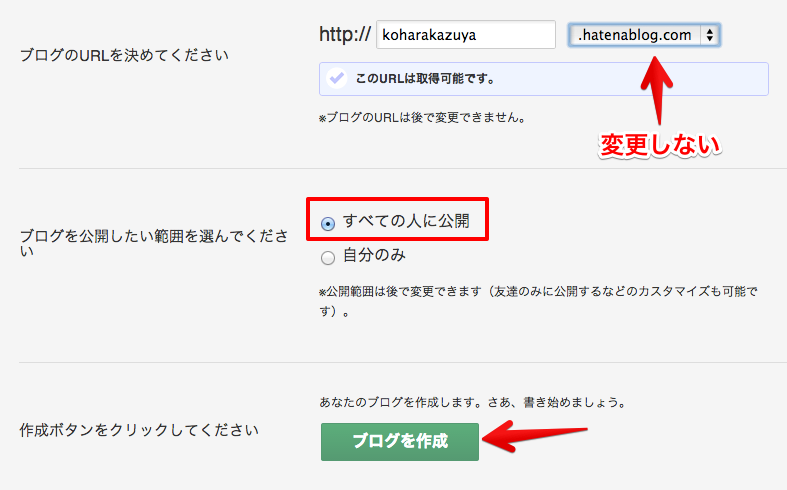 ブログのURLを決めてください
http:// koharakazuya .hatenablog.com
このURLは取得可能です。
※ブログのURLは後で変更できません。
変更しない
ブログを公開したい範囲を選んでくださ
い
すべての人に公開
自分のみ
※公開範囲は後で変更できます（友達のみに公開するなどのカスタマイズも可能で
す）。
作成ボタンをクリックしてください
あなたのブログを作成します。さあ、書き始めましょう。
ブログを作成